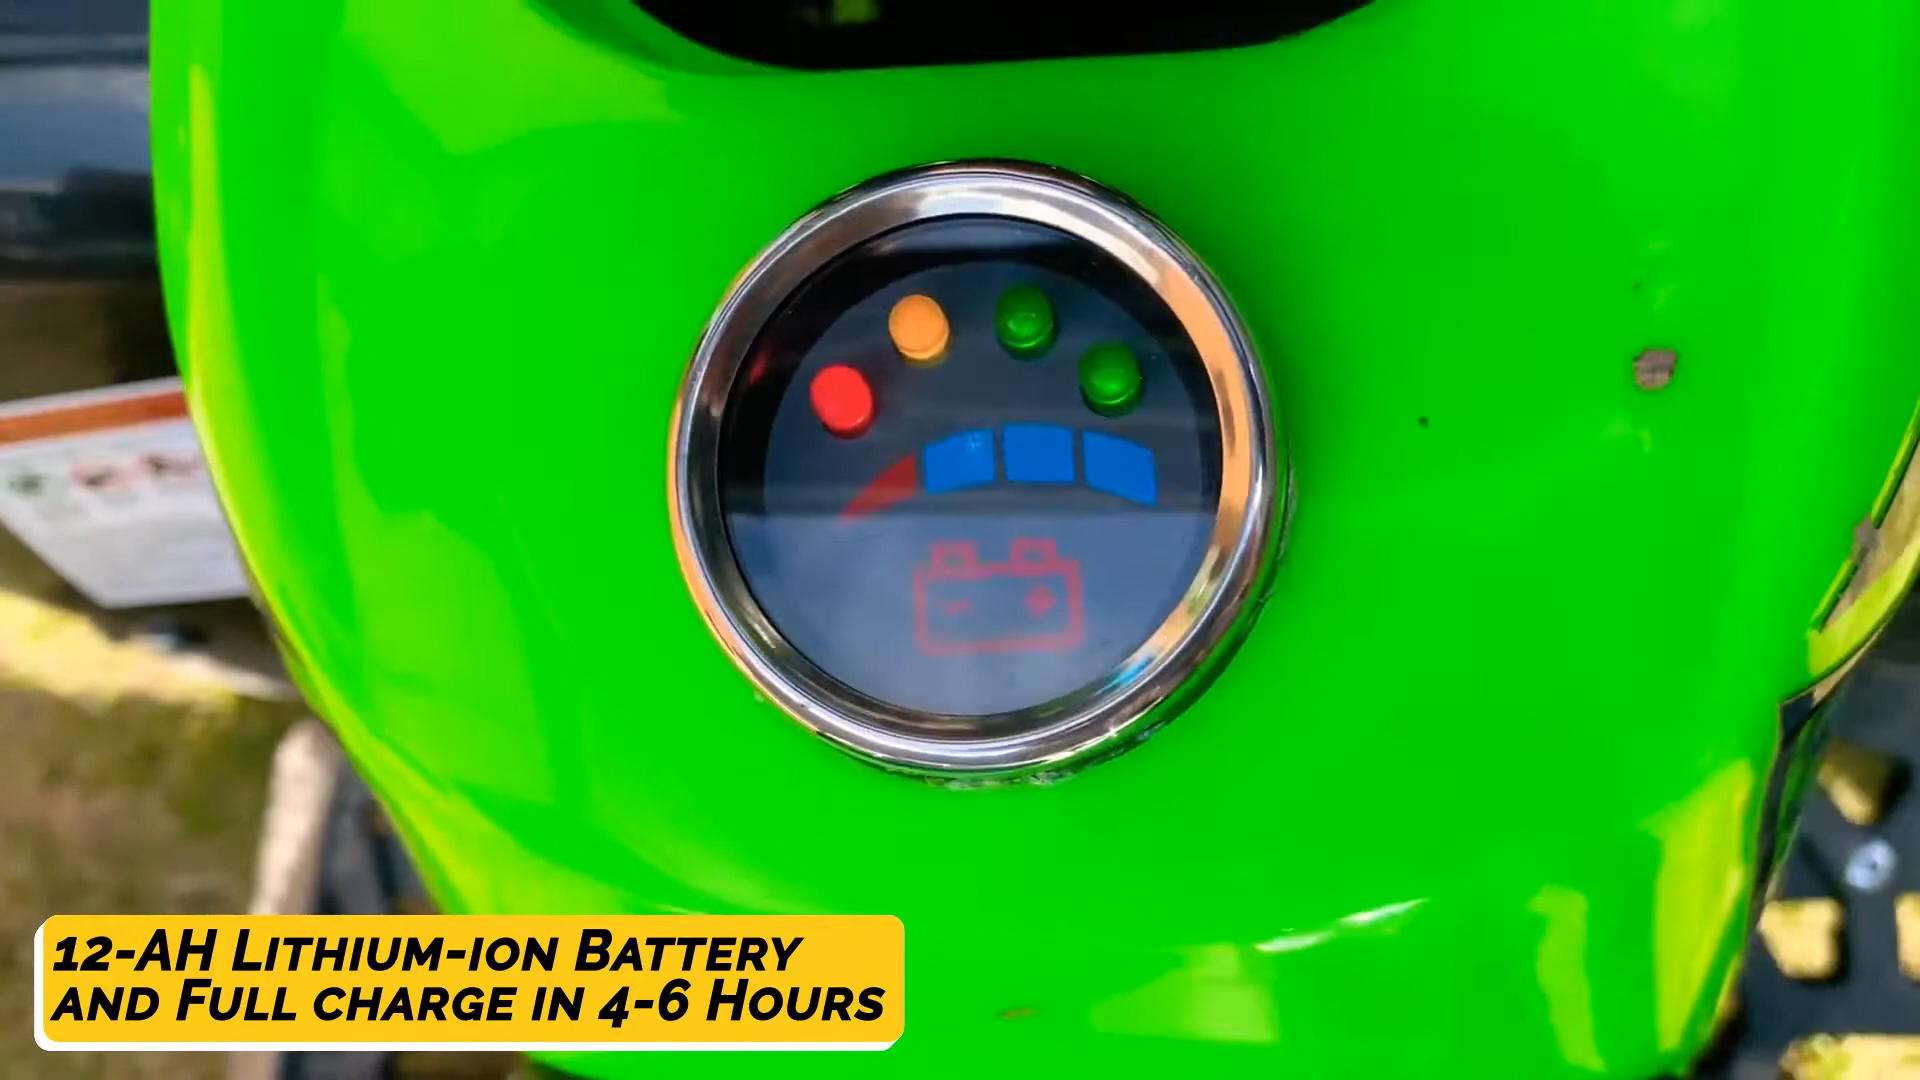 12-AH Lithium-ion Battery
and Full charge in 4-6 Hours